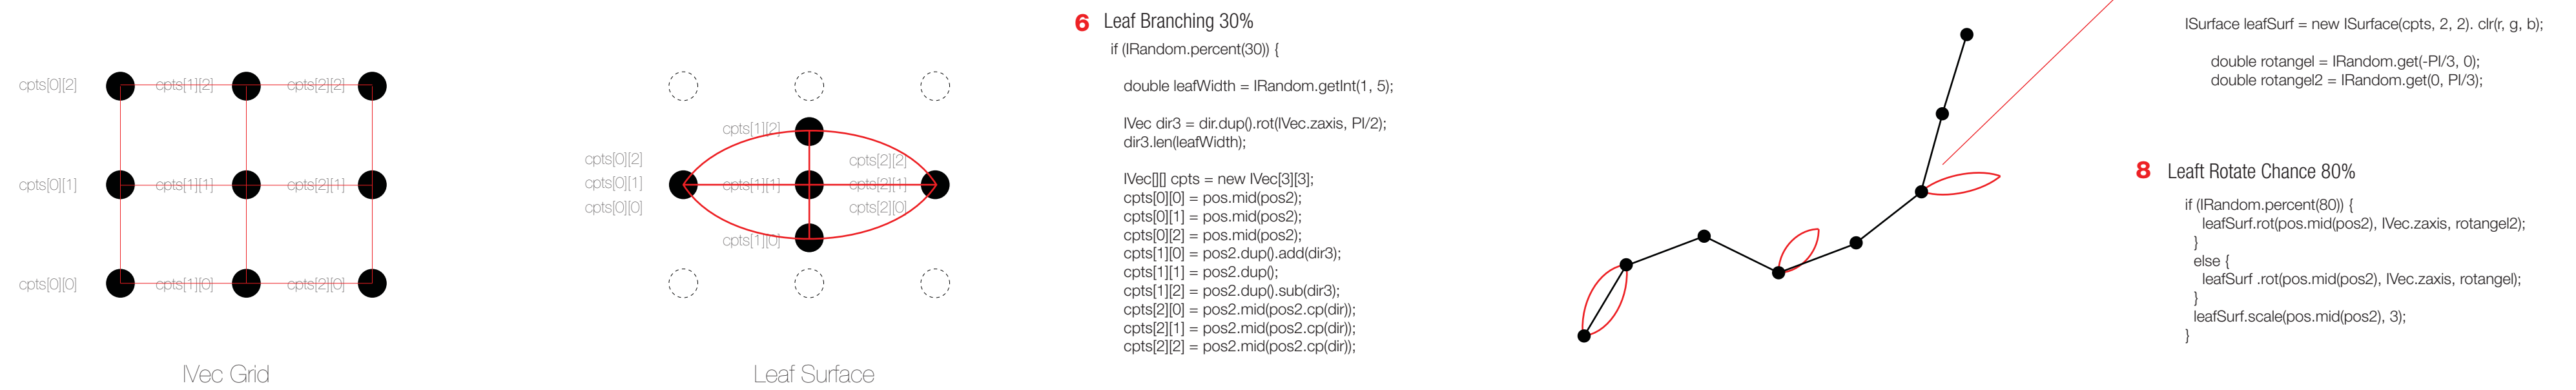 cpts[0][2]
cpts[1][2]
cpts[2][2]
cpts[0][1]
cpts[1][1]
cpts[2][1]
cpts[0][0]
cpts[1][0]
cpts[2][0]
IVec Grid
cpts[1][2]
cpts[0][2]
cpts[2][2]
cpts[0][1]
cpts[1][1]
cpts[2][1]
cpts[0][0]
cpts[2][0]
cpts[1][0]
Leaf Surface
6 Leaf Branching 30%
if (IRandom.percent(30)) {
double leafWidth = IRandom.getInt(1, 5);
IVec dir3 = dir.dup().rot(IVec.zaxis, PI/2);
dir3.len(leafWidth);
IVec[][] cpts = new IVec[3][3];
cpts[0][0] = pos.mid(pos2);
cpts[0][1] = pos.mid(pos2);
cpts[0][2] = pos.mid(pos2);
cpts[1][0] = pos2.dup().add(dir3);
cpts[1][1] = pos2.dup();
cpts[1][2] = pos2.dup().sub(dir3);
cpts[2][0] = pos2.mid(pos2.cp(dir));
cpts[2][1] = pos2.mid(pos2.cp(dir));
cpts[2][2] = pos2.mid(pos2.cp(dir));
ISurface leafSurf = new ISurface(cpts, 2, 2). clr(r, g, b);
double rotangel = IRandom.get(-PI/3, 0);
double rotangel2 = IRandom.get(0, PI/3);
8 Leaft Rotate Chance 80%
if (IRandom.percent(80)) {
leafSurf.rot(pos.mid(pos2), IVec.zaxis, rotangel2);
}
else {
leafSurf .rot(pos.mid(pos2), IVec.zaxis, rotangel);
}
leafSurf.scale(pos.mid(pos2), 3);
}